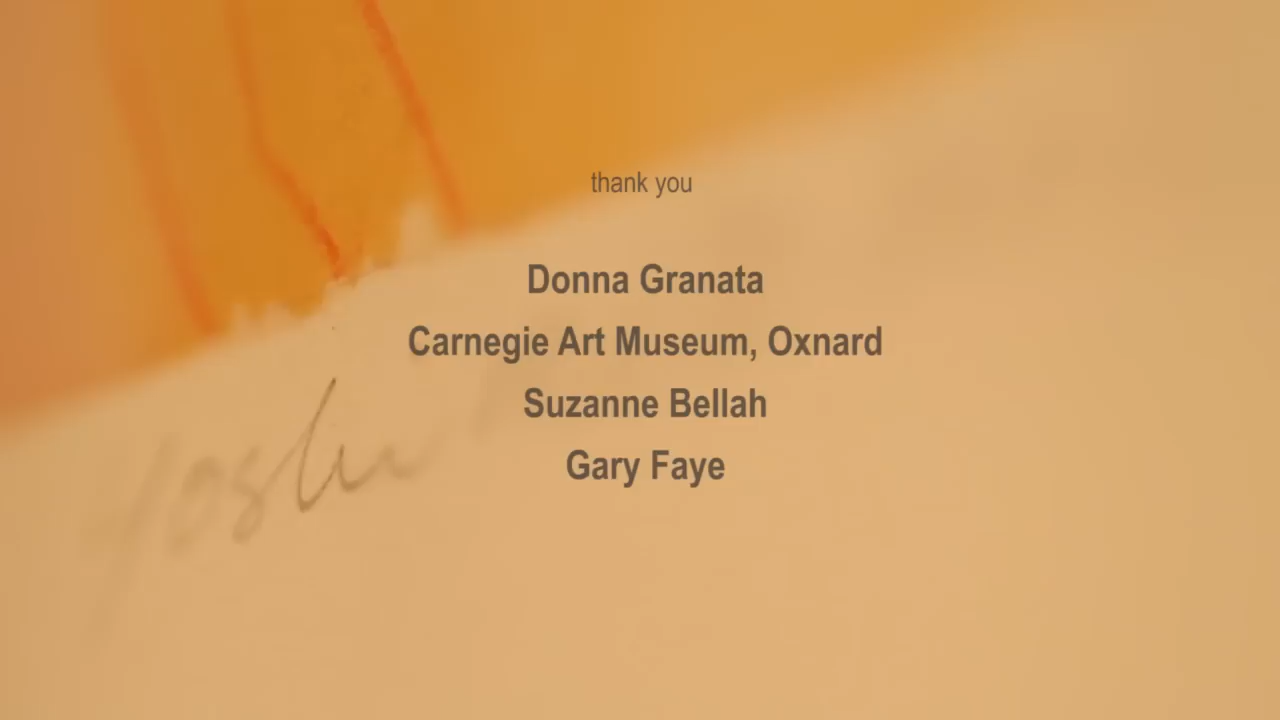 thank you
Donna Granata
Carnegie Art Museum, Oxnard
Suzanne Bellah
Gary Faye